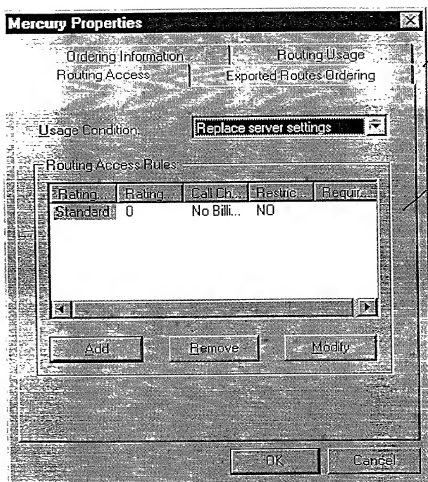 Mercury Properties
Ordering Information Routing Usage
Routing Access Exported Routes Ordering
Usage Condition: Replace server settings
Routing Access Rules:
Rating... Rating... Call Ch... Restric... Requir...
Standard 0 No Billi... NO
Add Remove Modify
OK Cancel